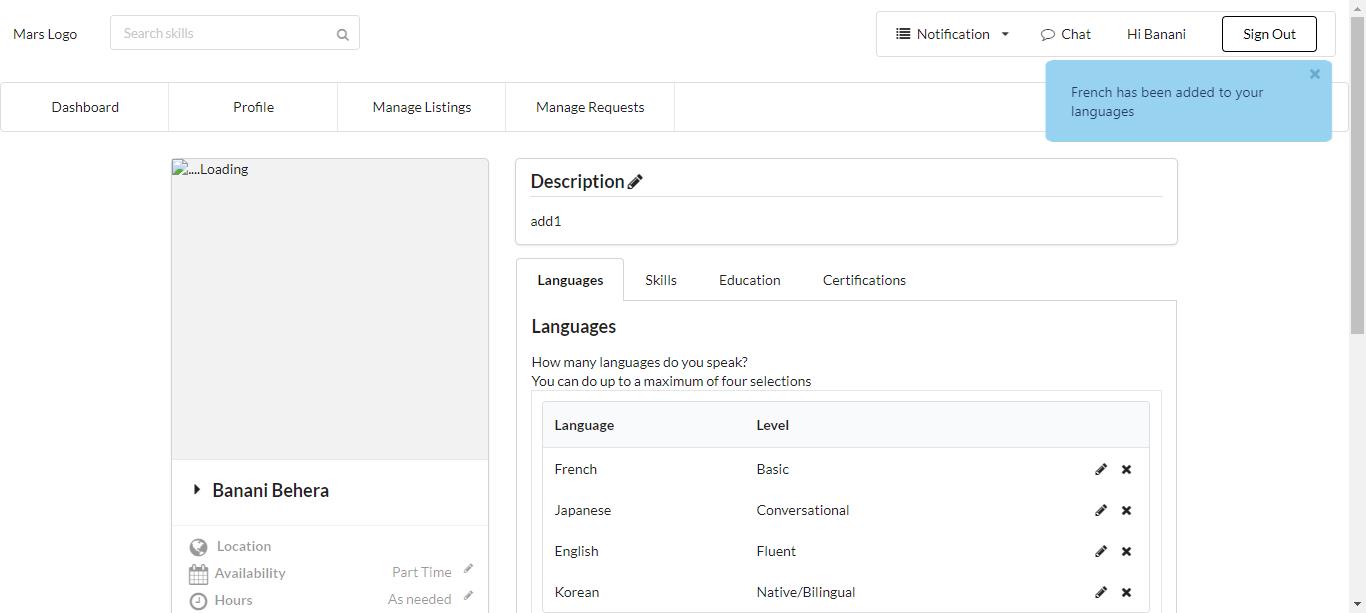 Mars Logo
Search skills
Notification
Chat
Hi Banani
Sign Out
French has been added to your
languages
Dashboard
Profile
Manage Listings
Manage Requests
....Loading
Banani Behera
Location
Availability
Part Time
Hours
As needed
Description
add1
Languages
Skills
Education
Certifications
Languages
How many languages do you speak?
You can do up to a maximum of four selections
Language Level
French Basic
Japanese Conversational
English Fluent
Korean Native/Bilingual